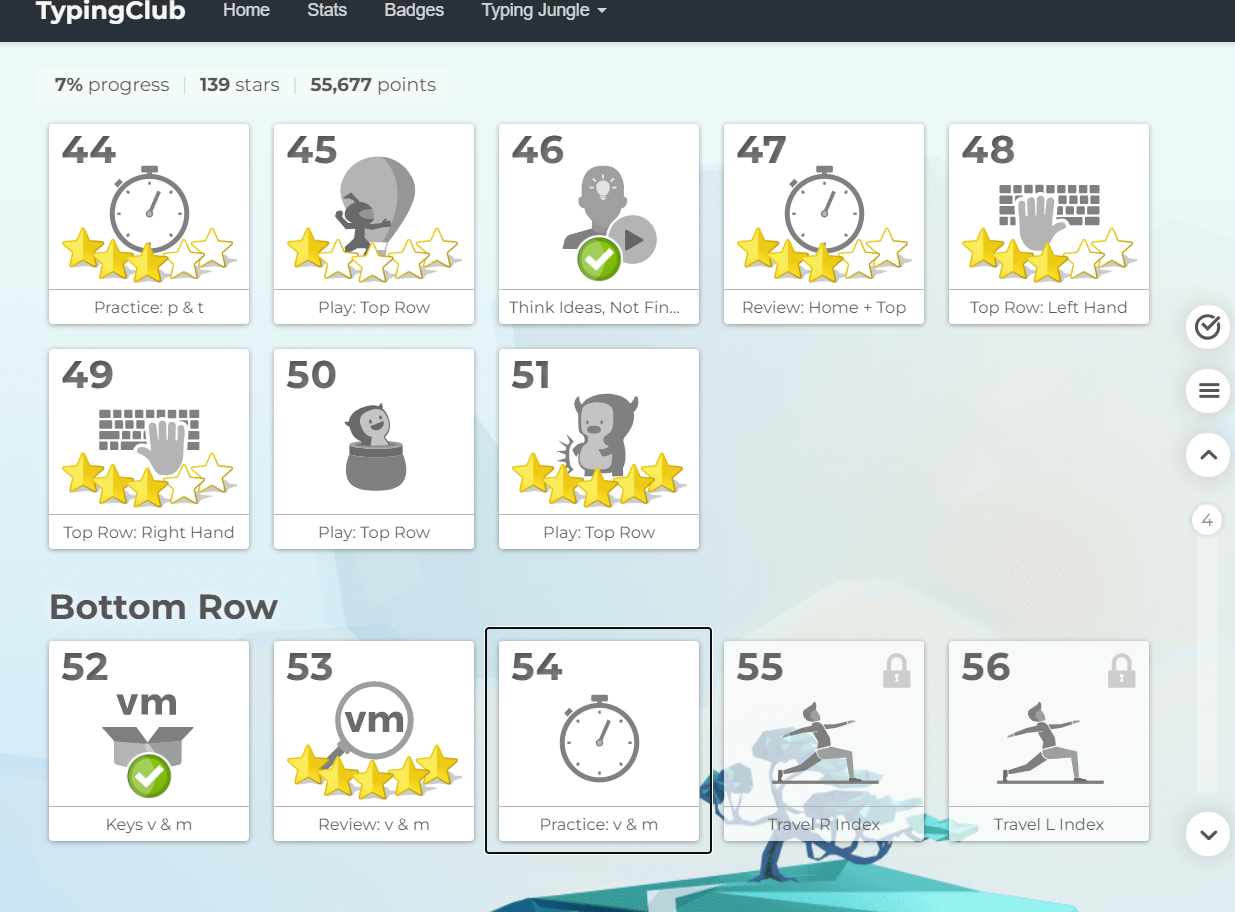 TypingClub Home Stats Badges Typing Jungle
7% progress 139 stars 55,677 points
44 45 46 47 48
Practice: p & t Play: Top Row Think Ideas, Not Fin... Review: Home + Top Top Row: Left Hand
49 50 51
Top Row: Right Hand Play: Top Row Play: Top Row
4
Bottom Row
52 53 54 55 56
vm vm
Keys v & m Review: v & m Practice: v & m Travel R Index Travel L Index